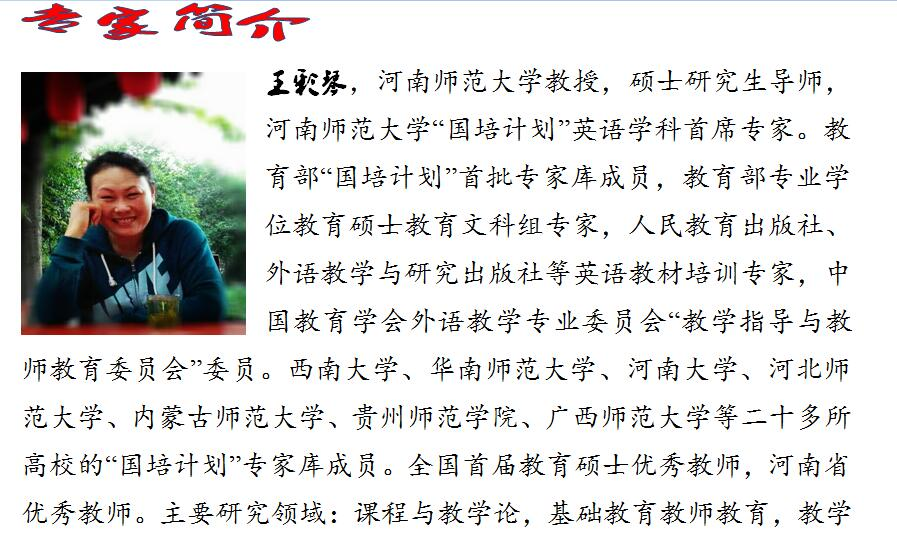 专家简介
王彩琴，河南师范大学教授，硕士研究生导师，
河南师范大学“国培计划”英语学科首席专家。教
育部“国培计划”首批专家库成员，教育部专业学
位教育硕士教育文科组专家，人民教育出版社、
外语教学与研究出版社等英语教材培训专家，中
国教育学会外语教学专业委员会“教学指导与教
师教育委员会”委员。西南大学、华南师范大学、河南大学、河北师
范大学、内蒙古师范大学、贵州师范学院、广西师范大学等二十多所
高校的“国培计划”专家库成员。全国首届教育硕士优秀教师，河南省
优秀教师。主要研究领域：课程与教学论，基础教育教师教育，教学